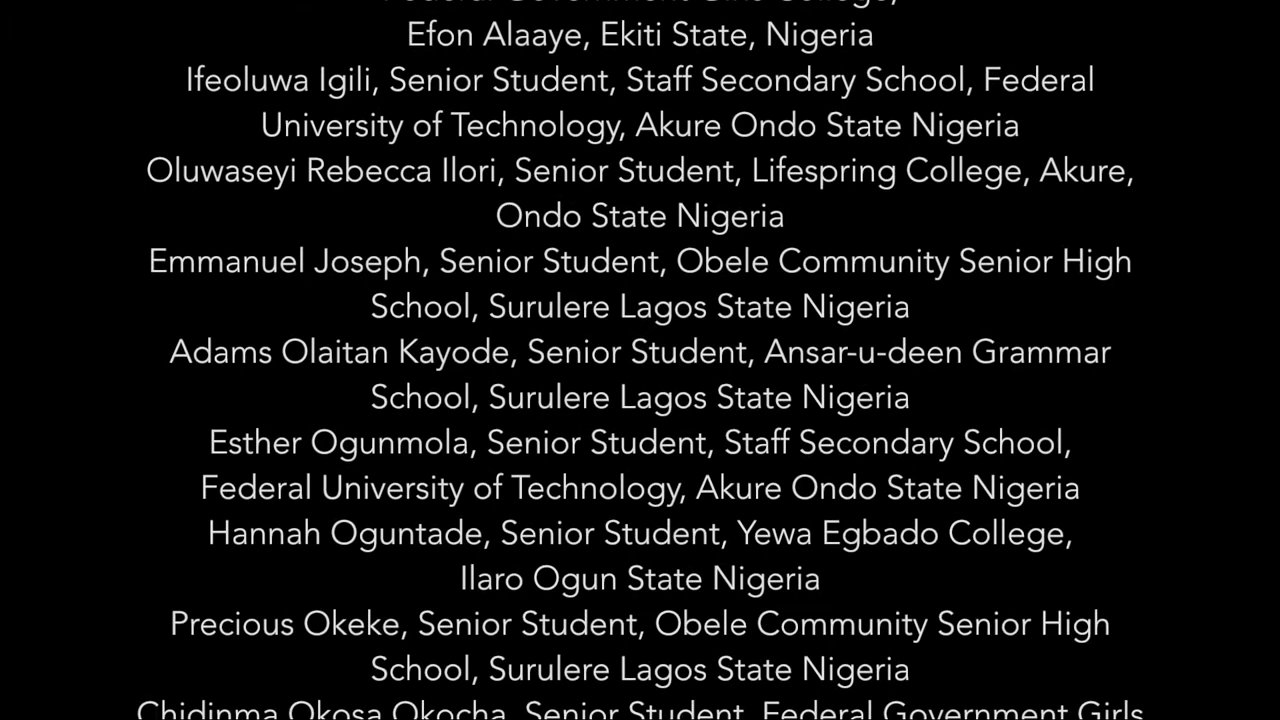 Federal Government Girls College,
Efon Alaaye, Ekiti State, Nigeria
Ifeoluwa Igili, Senior Student, Staff Secondary School, Federal
University of Technology, Akure Ondo State Nigeria
Oluwaseyi Rebecca Ilori, Senior Student, Lifespring College, Akure,
Ondo State Nigeria
Emmanuel Joseph, Senior Student, Obele Community Senior High
School, Surulere Lagos State Nigeria
Adams Olaitan Kayode, Senior Student, Ansar-u-deen Grammar
School, Surulere Lagos State Nigeria
Esther Ogunmola, Senior Student, Staff Secondary School,
Federal University of Technology, Akure Ondo State Nigeria
Hannah Oguntade, Senior Student, Yewa Egbado College,
Ilaro Ogun State Nigeria
Precious Okeke, Senior Student, Obele Community Senior High
School, Surulere Lagos State Nigeria
Chidinma Okosa Okocha, Senior Student, Federal Government Girls